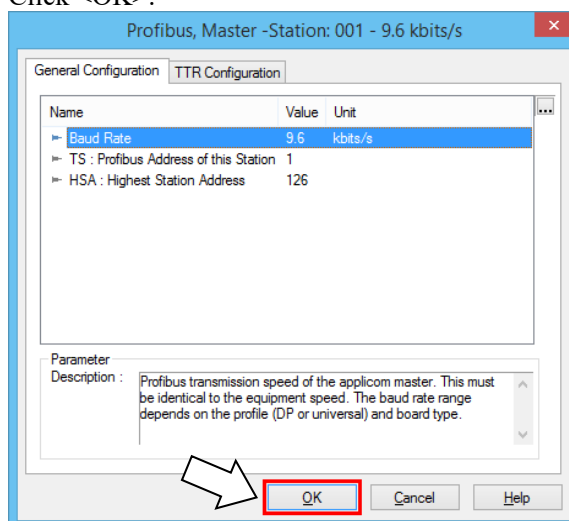 Click <OK>.
Profibus, Master -Station: 001 - 9.6 kbits/s
General Configuration TTR Configuration
Name Value Unit
Baud Rate 9.6 kbits/s
TS : Profibus Address of this Station 1
HSA : Highest Station Address 126
...
Parameter
Description : Profibus transmission speed of the applicom master. This must
be identical to the equipment speed. The baud rate range
depends on the profile (DP or universal) and board type.
OK Cancel Help